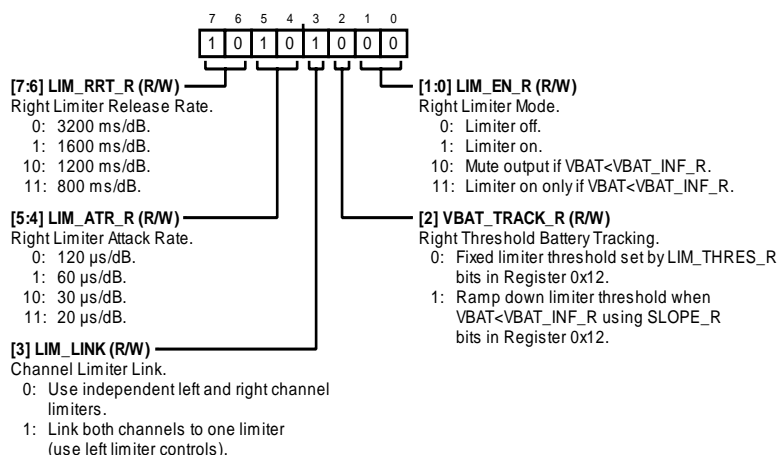 7 6 5 4 3 2 1 0
1 0 1 0 1 0 0 0
[7:6] LIM_RRT_R (R/W)
Right Limiter Release Rate.
0: 3200 ms/dB.
1: 1600 ms/dB.
10: 1200 ms/dB.
11: 800 ms/dB.
[5:4] LIM_ATR_R (R/W)
Right Limiter Attack Rate.
0: 120 µs/dB.
1: 60 µs/dB.
10: 30 µs/dB.
11: 20 µs/dB.
[3] LIM_LINK (R/W)
Channel Limiter Link.
0: Use independent left and right channel
limiters.
1: Link both channels to one limiter
(use left limiter controls).
[1:0] LIM_EN_R (R/W)
Right Limiter Mode.
0: Limiter off.
1: Limiter on.
10: Mute output if VBAT<VBAT_INF_R.
11: Limiter on only if VBAT<VBAT_INF_R.
[2] VBAT_TRACK_R (R/W)
Right Threshold Battery Tracking.
0: Fixed limiter threshold set by LIM_THRES_R
bits in Register 0x12.
1: Ramp down limiter threshold when
VBAT<VBAT_INF_R using SLOPE_R
bits in Register 0x12.